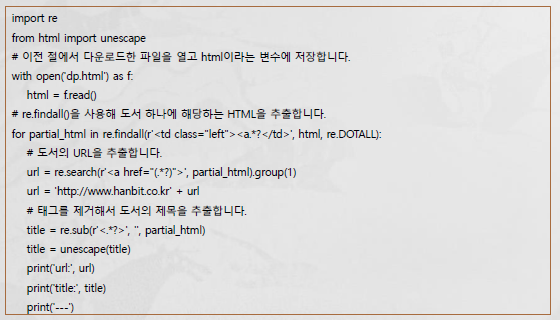 import re
from html import unescape
# 이전 절에서 다운로드한 파일을 열고 html이라는 변수에 저장합니다.
with open('dp.html') as f:
html = f.read()
# re.findall()을 사용해 도서 하나에 해당하는 HTML을 추출합니다.
for partial_html in re.findall(r'<td class="left"><a.*?</td>', html, re.DOTALL):
# 도서의 URL을 추출합니다.
url = re.search(r'<a href="(.*?)">', partial_html).group(1)
url = 'http://www.hanbit.co.kr' + url
# 태그를 제거해서 도서의 제목을 추출합니다.
title = re.sub(r'<.*?>', '', partial_html)
title = unescape(title)
print('url:', url)
print('title:', title)
print('---')